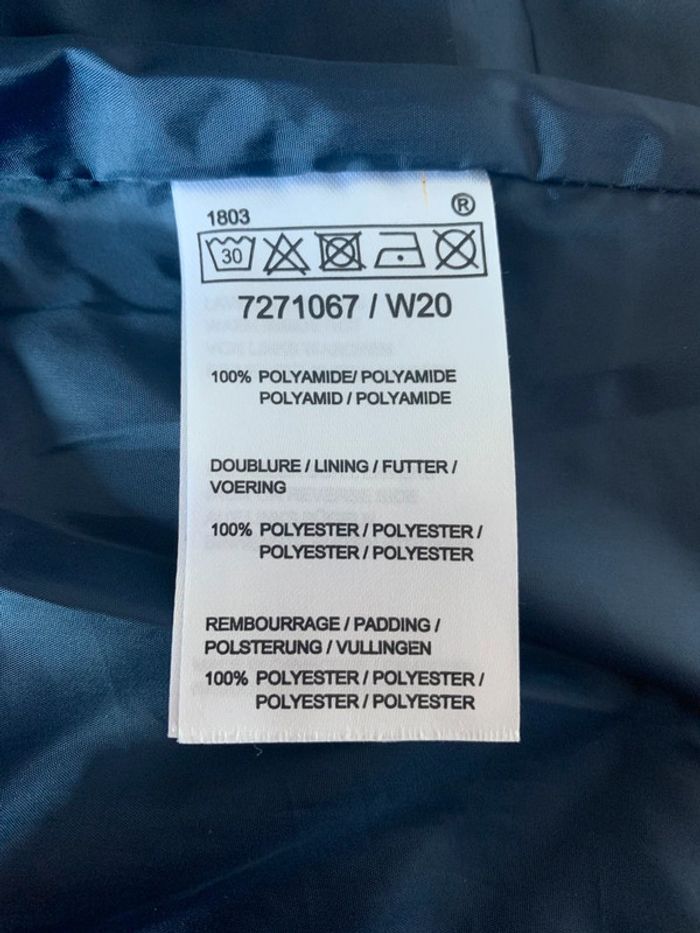 1803 ®
30
7271067 / W20
100% POLYAMIDE/ POLYAMIDE
POLYAMID / POLYAMIDE
DOUBLURE / LINING / FUTTER /
VOERING
100% POLYESTER / POLYESTER /
POLYESTER / POLYESTER
REMBOURRAGE / PADDING /
POLSTERUNG / VULLINGEN
100% POLYESTER / POLYESTER /
POLYESTER / POLYESTER